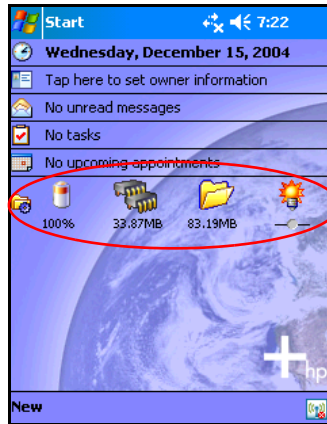 Start 7:22
Wednesday, December 15, 2004
Tap here to set owner information
No unread messages
No tasks
No upcoming appointments
100% 33.87MB 83.19MB
hp
New